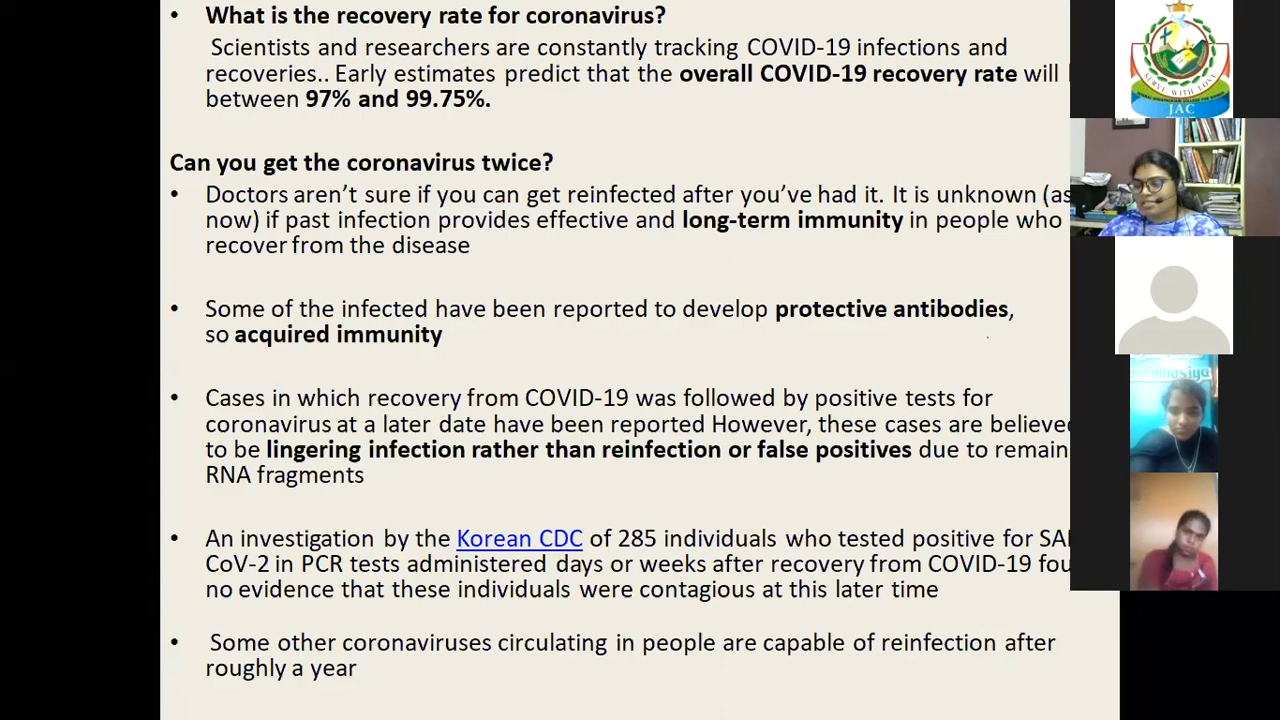 • What is the recovery rate for coronavirus?
Scientists and researchers are constantly tracking COVID-19 infections and
recoveries.. Early estimates predict that the overall COVID-19 recovery rate will
between 97% and 99.75%.
Can you get the coronavirus twice?
• Doctors aren't sure if you can get reinfected after you've had it. It is unknown (as
now) if past infection provides effective and long-term immunity in people who
recover from the disease
• Some of the infected have been reported to develop protective antibodies,
so acquired immunity
• Cases in which recovery from COVID-19 was followed by positive tests for
coronavirus at a later date have been reported However, these cases are believe
to be lingering infection rather than reinfection or false positives due to remain
RNA fragments
• An investigation by the Korean CDC of 285 individuals who tested positive for SA
CoV-2 in PCR tests administered days or weeks after recovery from COVID-19 fou
no evidence that these individuals were contagious at this later time
• Some other coronaviruses circulating in people are capable of reinfection after
roughly a year
SERVE WITH LOVE
JAC